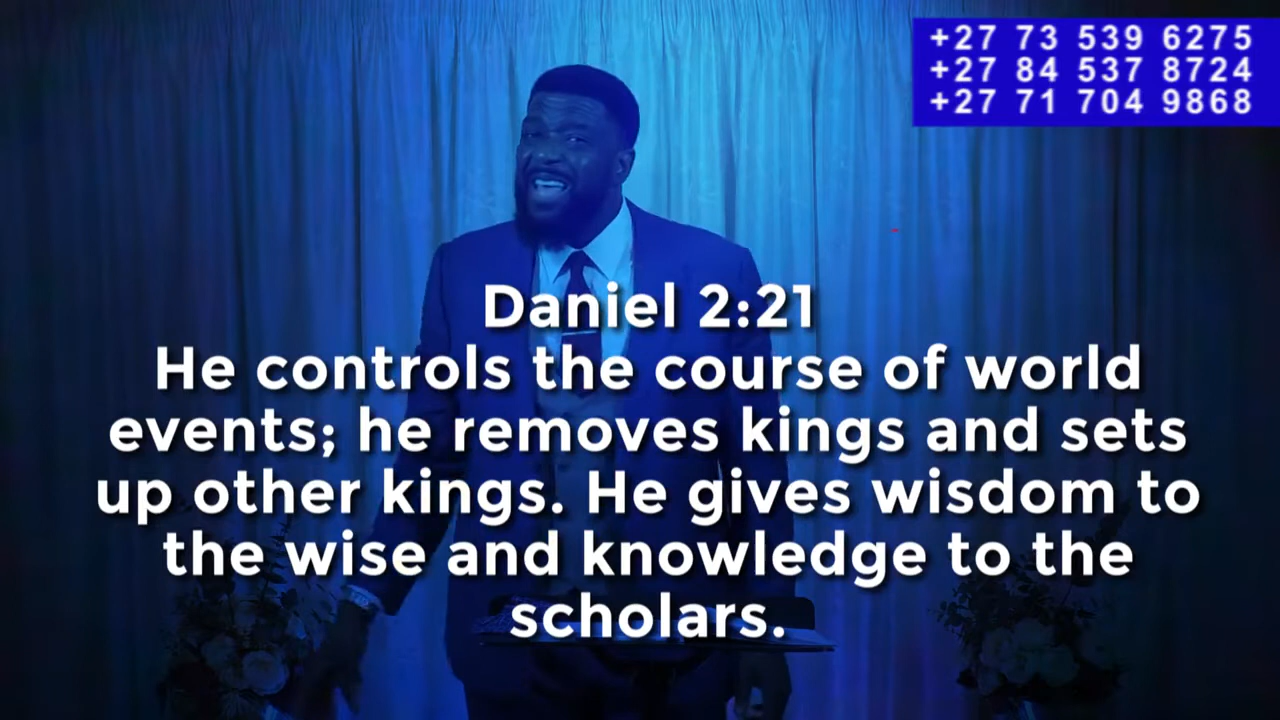 +27 73 539 6275
+27 84 537 8724
+27 71 704 9868
Daniel 2:21
He controls the course of world
events; he removes kings and sets
up other kings. He gives wisdom to
the wise and knowledge to the
scholars.